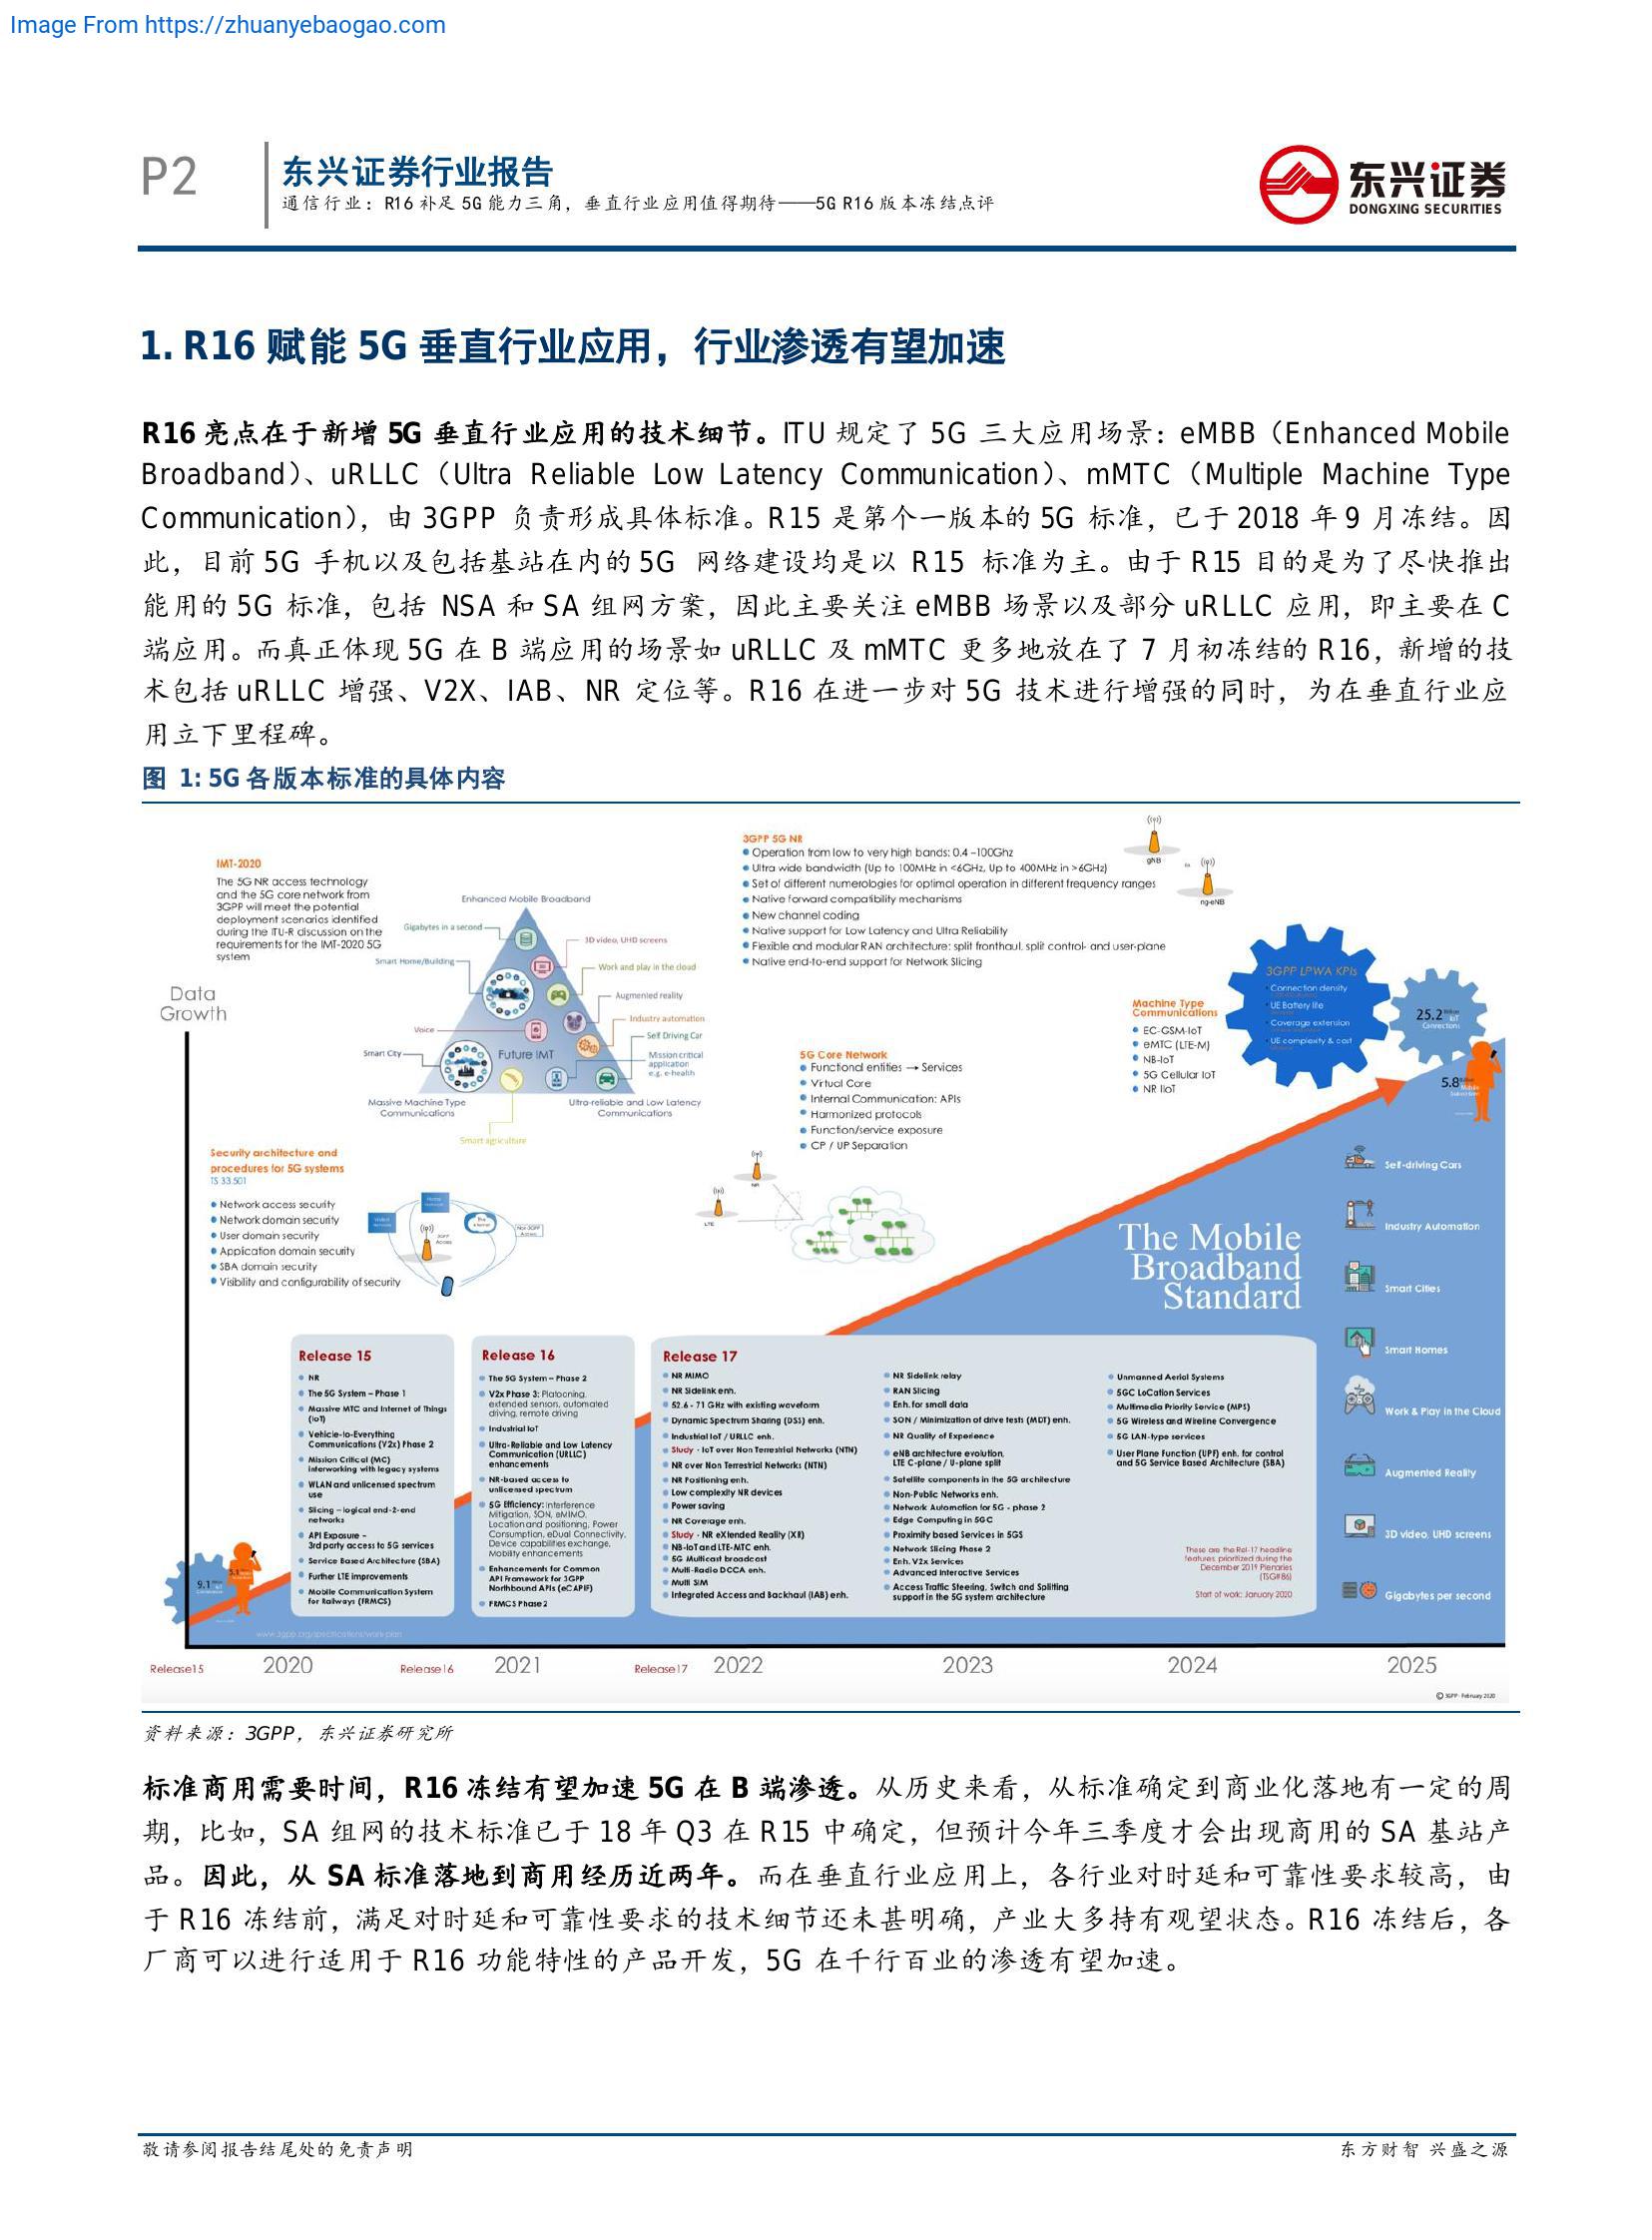 Image From https://zhuanyebaogao.com
P2
东兴证券行业报告
通信行业：R16 补足 5G 能力三角，垂直行业应用值得期待——5G R16 版本冻结点评
东兴证券
DONGXING SECURITIES
1. R16 赋能 5G 垂直行业应用，行业渗透有望加速
R16 亮点在于新增 5G 垂直行业应用的技术细节。ITU 规定了 5G 三大应用场景：eMBB（Enhanced Mobile
Broadband）、uRLLC（Ultra Reliable Low Latency Communication）、mMTC（Multiple Machine Type
Communication），由 3GPP 负责形成具体标准。R15 是第个一版本的 5G 标准，已于 2018 年 9 月冻结。因
此，目前 5G 手机以及包括基站在内的 5G 网络建设均是以 R15 标准为主。由于 R15 目的是为了尽快推出
能用的 5G 标准，包括 NSA 和 SA 组网方案，因此主要关注 eMBB 场景以及部分 uRLLC 应用，即主要在 C
端应用。而真正体现 5G 在 B 端应用的场景如 uRLLC 及 mMTC 更多地放在了 7 月初冻结的 R16，新增的技
术包括 uRLLC 增强、V2X、IAB、NR 定位等。R16 在进一步对 5G 技术进行增强的同时，为在垂直行业应
用立下里程碑。
图 1: 5G 各版本标准的具体内容
IMT-2020
The 5G NR access technology
and the 5G core network from
3GPP will meet the potential
deployment scenarios identified
during the ITU-R discussion on the
requirements for the IMT-2020 5G
system
Data
Growth
Enhanced Mobile Broadband
Gigabytes in a second
3D video, UHD screens
Smart Home/Building
Work and play in the cloud
Augmented reality
Industry automation
Voice
Self Driving Car
Smart City
Future IMT
Mission critical
application
e.g. e-health
Massive Machine Type
Communications
Ultra-reliable and Low Latency
Communications
Smart agriculture
3GPP 5G NR
Operation from low to very high bands: 0.4 –100Ghz
Ultra wide bandwidth (Up to 100MHz in <6GHz, Up to 400MHz in >6GHz)
Set of different numerologies for optimal operation in different frequency ranges
Native forward compatibility mechanisms
New channel coding
Native support for Low Latency and Ultra Reliability
Flexible and modular RAN architecture: split fronthaul, split control- and user-plane
Native end-to-end support for Network Slicing
gNB
ng-eNB
Machine Type
Communications
EC-GSM-IoT
eMTC (LTE-M)
NB-IoT
5G Cellular IoT
NR IIoT
3GPP LPWA KPIs
Connection density
UE Battery life
Coverage extension
UE complexity & cost
25.2 Billion
IoT
Connections
5.8
5G Core Network
Functional entities → Services
Virtual Core
Internal Communication: APIs
Harmonized protocols
Function/service exposure
CP / UP Separation
NR
LTE
Security architecture and
procedures for 5G systems
TS 33.501
Network access security
Network domain security
User domain security
Application domain security
SBA domain security
Visibility and configurability of security
The Mobile
Broadband
Standard
Self-driving Cars
Industry Automation
Smart Cities
Smart Homes
Work & Play in the Cloud
Augmented Reality
3D video, UHD screens
Gigabytes per second
Release 15
NR
The 5G System – Phase 1
Massive MTC and Internet of Things
(IoT)
Vehicle-to-Everything
Communications (V2x) Phase 2
Mission Critical (MC)
interworking with legacy systems
WLAN and unlicensed spectrum
use
Slicing – logical end-2-end
networks
API Exposure –
3rd party access to 5G services
Service Based Architecture (SBA)
Further LTE improvements
Mobile Communication System
for Railways (FRMCS)
Release 16
The 5G System – Phase 2
V2x Phase 3: Platooning,
extended sensors, automated
driving, remote driving
Industrial IoT
Ultra-Reliable and Low Latency
Communication (URLLC)
enhancements
NR-based access to
unlicensed spectrum
5G Efficiency: Interference
Mitigation, SON, eMIMO,
Location and positioning, Power
Consumption, eDual Connectivity,
Device capabilities exchange,
Mobility enhancements
Enhancements for Common
API Framework for 3GPP
Northbound APIs (eCAPIF)
FRMCS Phase 2
Release 17
NR MIMO
NR Sidelink enh.
52.6 - 71 GHz with existing waveform
Dynamic Spectrum Sharing (DSS) enh.
Industrial IoT / URLLC enh.
Study - IoT over Non Terrestrial Networks (NTN)
NR over Non Terrestrial Networks (NTN)
NR Positioning enh.
Low complexity NR devices
Power saving
NR Coverage enh.
Study - NR eXtended Reality (XR)
NB-IoT and LTE-MTC enh.
5G Multicast broadcast
Multi-Radio DCCA enh.
Multi SIM
Integrated Access and Backhaul (IAB) enh.
NR Sidelink relay
RAN Slicing
Enh. for small data
SON / Minimization of drive tests (MDT) enh.
NR Quality of Experience
eNB architecture evolution,
LTE C-plane / U-plane split
Satellite components in the 5G architecture
Non-Public Networks enh.
Network Automation for 5G - phase 2
Edge Computing in 5GC
Proximity based Services in 5GS
Network Slicing Phase 2
Enh. V2x Services
Advanced Interactive Services
Access Traffic Steering, Switch and Splitting
support in the 5G system architecture
Unmanned Aerial Systems
5GC LoCation Services
Multimedia Priority Service (MPS)
5G Wireless and Wireline Convergence
5G LAN-type services
User Plane Function (UPF) enh. for control
and 5G Service Based Architecture (SBA)
These are the Rel-17 headline
features, prioritized during the
December 2019 Plenaries
(TSG#86)
Start of work: January 2020
9.1
www.3gpp.org/specifications/work-plan
Release15
2020
Release16
2021
Release17
2022
2023
2024
2025
© 3GPP - February 2020
资料来源：3GPP，东兴证券研究所
标准商用需要时间，R16 冻结有望加速 5G 在 B 端渗透。从历史来看，从标准确定到商业化落地有一定的周
期，比如，SA 组网的技术标准已于 18 年 Q3 在 R15 中确定，但预计今年三季度才会出现商用的 SA 基站产
品。因此，从 SA 标准落地到商用经历近两年。而在垂直行业应用上，各行业对时延和可靠性要求较高，由
于 R16 冻结前，满足对时延和可靠性要求的技术细节还未甚明确，产业大多持有观望状态。R16 冻结后，各
厂商可以进行适用于 R16 功能特性的产品开发，5G 在千行百业的渗透有望加速。
敬请参阅报告结尾处的免责声明
东方财智 兴盛之源